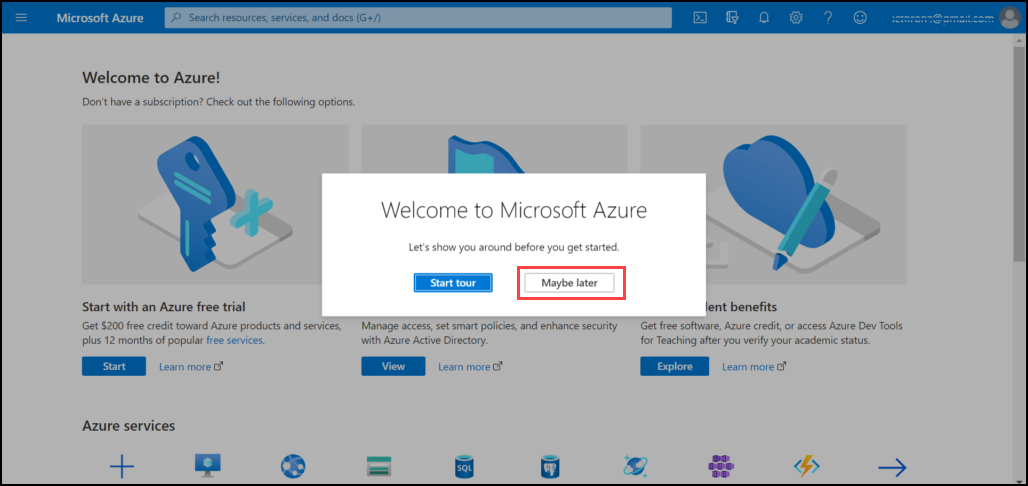 Microsoft Azure
Search resources, services, and docs (G+/)
Welcome to Azure!
Don't have a subscription? Check out the following options.
Welcome to Microsoft Azure
Let's show you around before you get started.
Start tour
Maybe later
Start with an Azure free trial
Get $200 free credit toward Azure products and services,
plus 12 months of popular free services.
Start
Learn more
Manage access, set smart policies, and enhance security
with Azure Active Directory.
View
Learn more
benefits
Get free software, Azure credit, or access Azure Dev Tools
for Teaching after you verify your academic status.
Explore
Learn more
Azure services
SQL